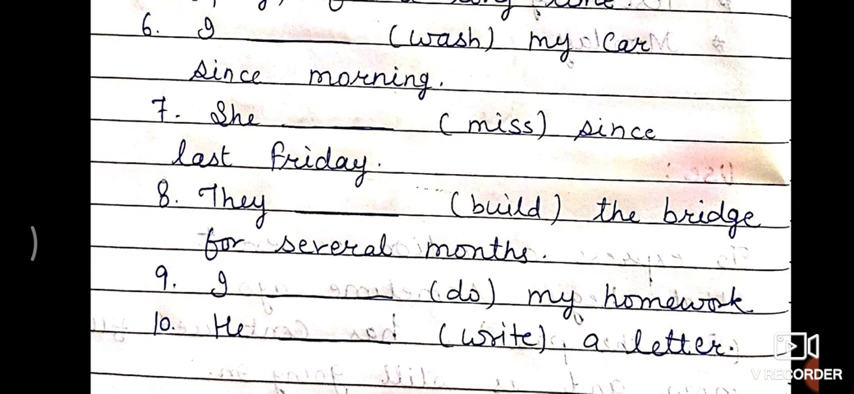 6. I ______ (wash) my car
since morning.
7. She ______ (miss) since
last friday.
8. They ______ (build) the bridge
for several months.
9. I ______ (do) my homework
10. He ______ (write) a letter.
V RECORDER